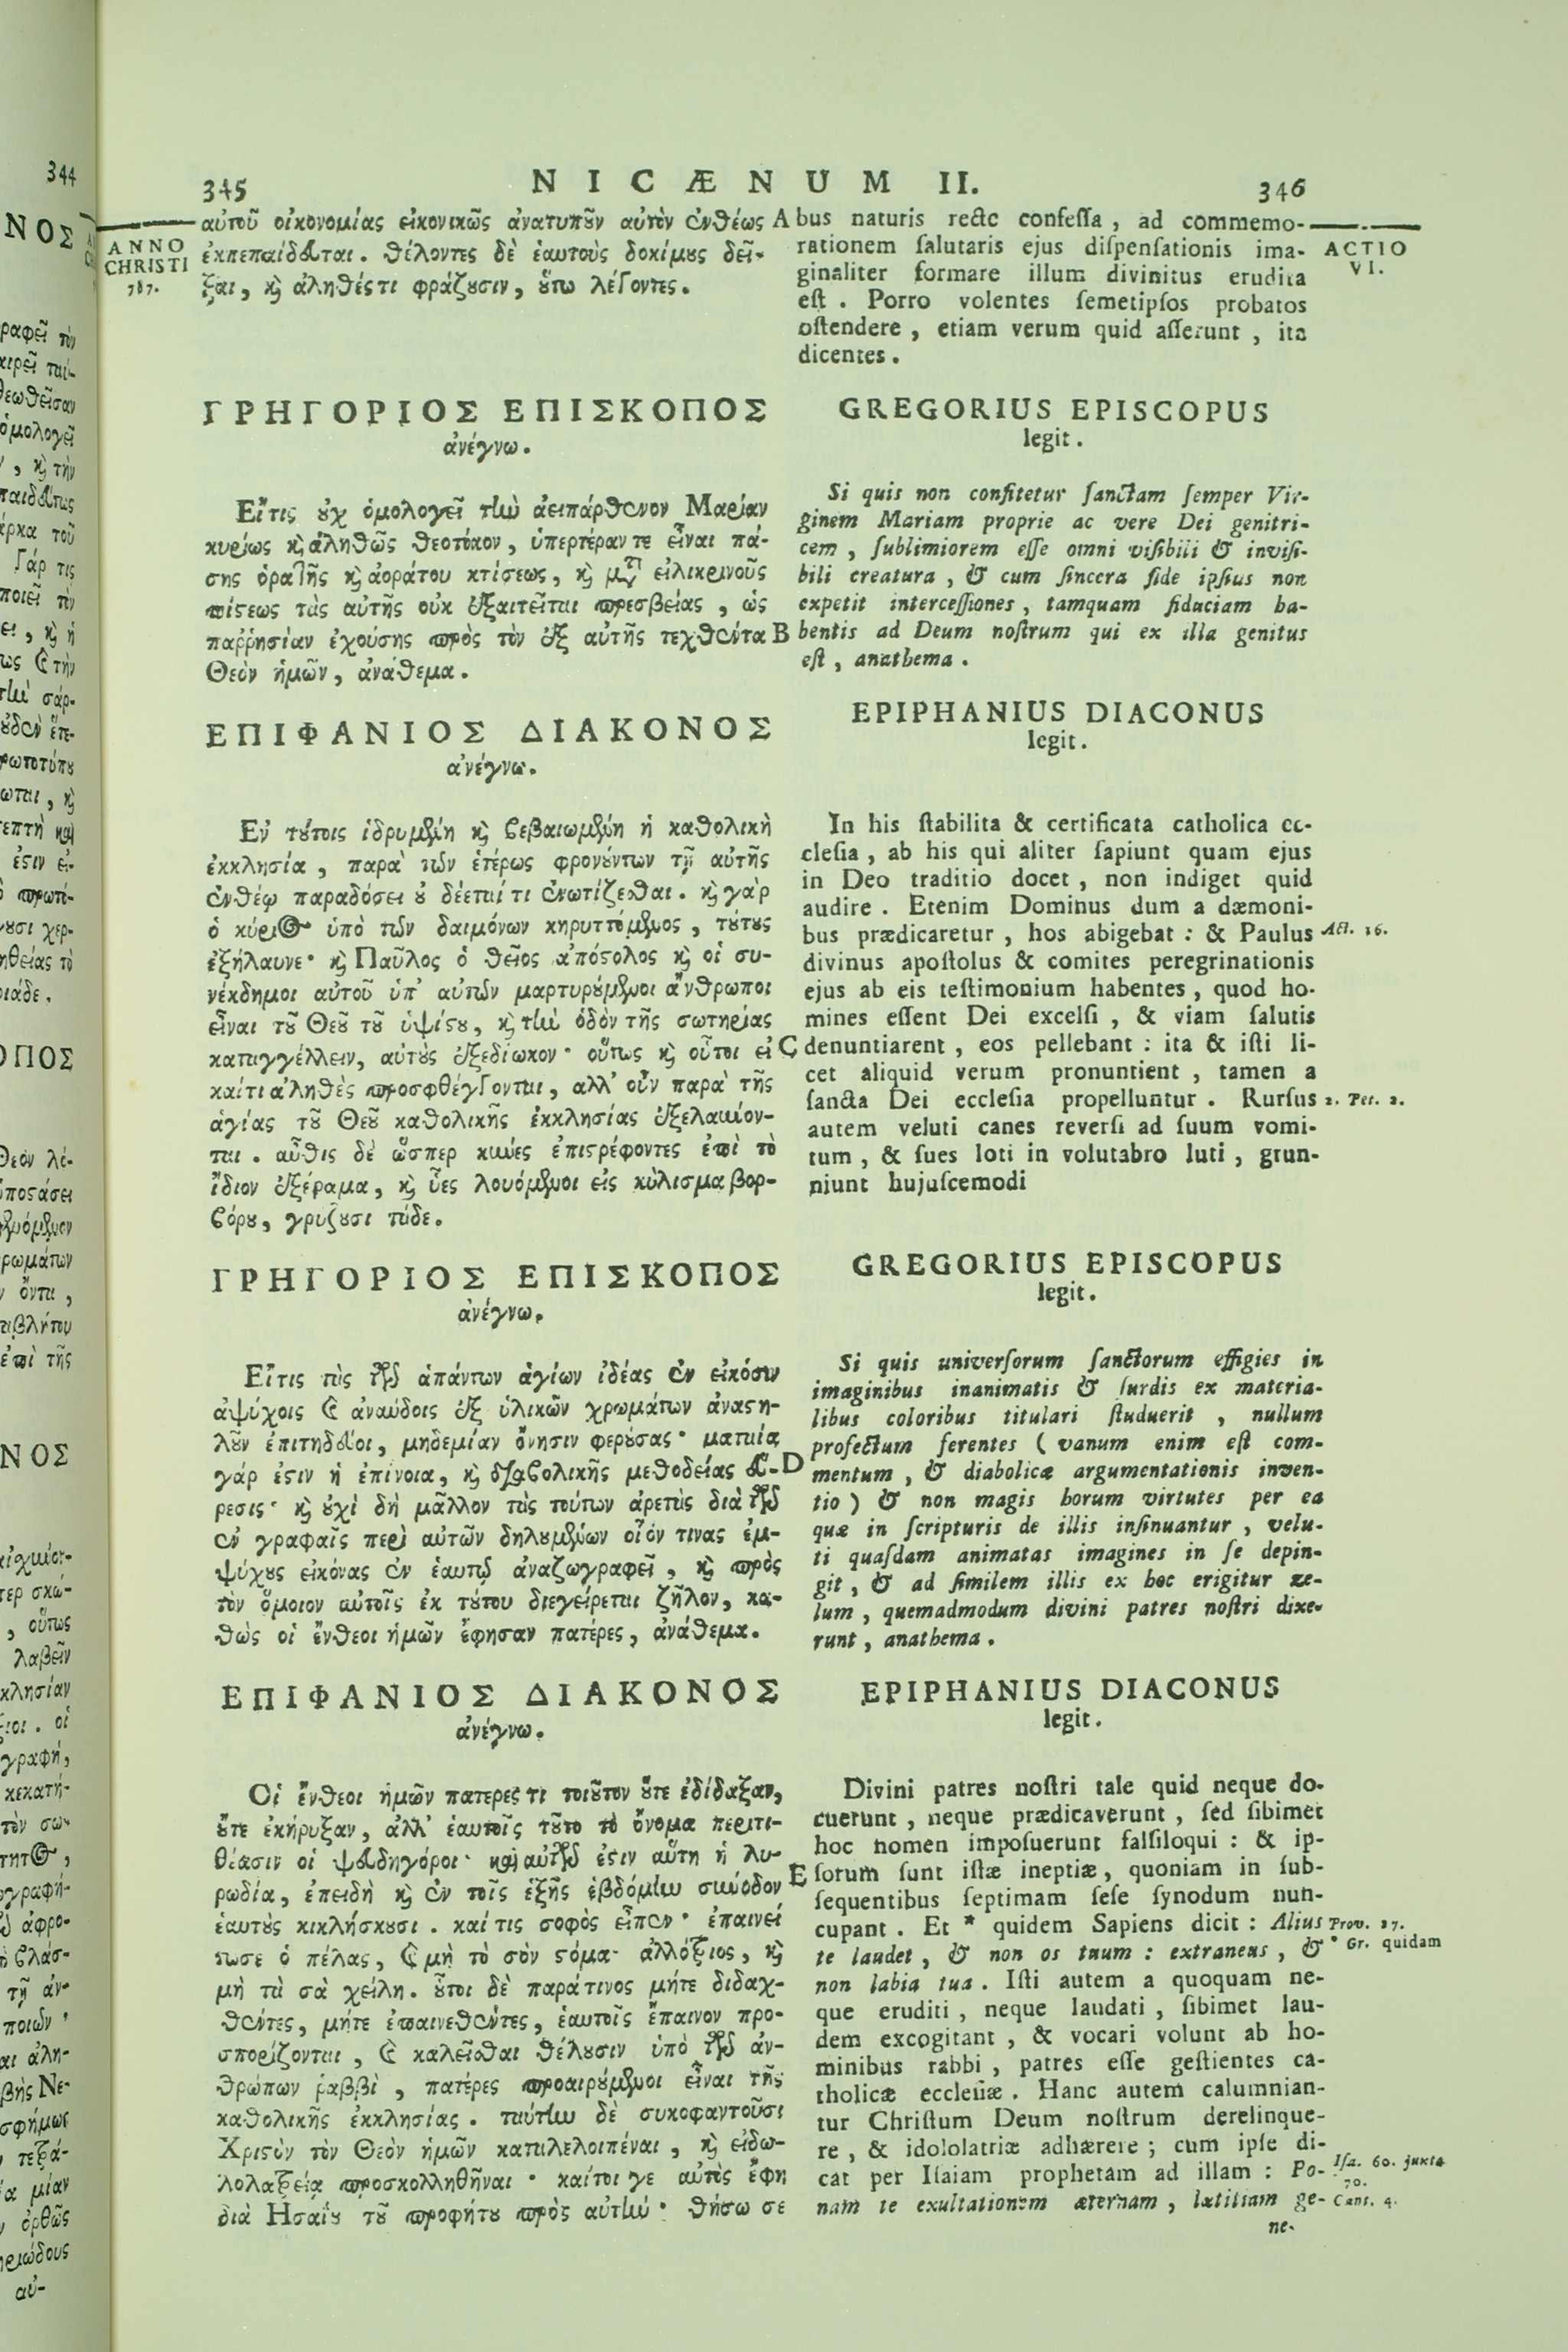 345
NICÆNUM II.
346
ANNO
CHRISTI
787.
αὐτοῦ οἰκονομίας εἰκονικῶς ἀνατυποῦν αὐτὸν ἐνθέως
ἐκπεπαίδευται. θέλοντες δὲ ἑαυτοὺς δοκίμους δεῖ-
ξαι, καὶ ἀληθές τι φράζουσιν, οὕτω λέγοντες.
ΓΡΗΓΟΡΙΟΣ ΕΠΙΣΚΟΠΟΣ
ἀνέγνω.
Εἴτις οὐχ ὁμολογεῖ τὴν ἀειπάρθενον Μαρίαν
κυρίως καὶ ἀληθῶς θεοτόκον, ὑπερτέραν τε εἶναι πά-
σης ὁρατῆς καὶ ἀοράτου κτίσεως, καὶ μετὰ εἰλικρινοῦς
πίστεως τὰς αὐτῆς οὐκ ἐξαιτεῖται πρεσβείας, ὡς
παῤῥησίαν ἐχούσης πρὸς τὸν ἐξ αὐτῆς τεχθέντα
Θεὸν ἡμῶν, ἀνάθεμα.
ΕΠΙΦΑΝΙΟΣ ΔΙΑΚΟΝΟΣ
ἀνέγνω.
Εν τούτοις ἱδρυμένη καὶ βεβαιωμένη ἡ καθολικὴ
ἐκκλησία, παρὰ τῶν ἑτέρως φρονούντων τῇ αὐτῆς
ἐνθέῳ παραδόσει οὐ δέεταί τι ἐνωτίζεσθαι. καὶ γὰρ
ὁ κύριος ὑπὸ τῶν δαιμόνων κηρυττόμενος, τούτους
ἐξήλαυνε· καὶ Παῦλος ὁ θεῖος ἀπόστολος καὶ οἱ συ-
νέκδημοι αὐτοῦ ὑπ' αὐτῶν μαρτυρούμενοι ἄνθρωποι
εἶναι τοῦ Θεοῦ τοῦ ὑψίστου, καὶ τὴν ὁδὸν τῆς σωτηρίας
καταγγέλλειν, αὐτοὺς ἐξεδίωκον· οὕτως καὶ οὗτοι εἰ
καί τι ἀληθὲς προσφθέγγονται, ἀλλ' οὖν παρὰ τῆς
ἁγίας τοῦ Θεοῦ καθολικῆς ἐκκλησίας ἐξελαύνον-
ται. αὖθις δὲ ὥσπερ κύνες ἐπιστρέφοντες ἐπὶ τὸ
ἴδιον ἐξέραμα, καὶ ὕες λουόμενοι εἰς κύλισμα βορ-
βόρου, γρύζουσι τάδε.
ΓΡΗΓΟΡΙΟΣ ΕΠΙΣΚΟΠΟΣ
ἀνέγνω.
Εἴτις τὰς τῶν ἁπάντων ἁγίων ἰδέας ἐν εἰκόσιν
ἀψύχοις καὶ ἀναύδοις ἐξ ὑλικῶν χρωμάτων ἀναστη-
λοῦν ἐπιτηδεύοι, μηδεμίαν ὄνησιν φερούσας· ματαία
γάρ ἐστιν ἡ ἐπίνοια, καὶ διαβολικῆς μεθοδείας εὕ-
ρεσις· καὶ οὐχὶ δὴ μᾶλλον τὰς τούτων ἀρετὰς διὰ τῶν
ἐν γραφαῖς περὶ αὐτῶν δηλουμένων οἷόν τινας ἐμ-
ψύχους εἰκόνας ἐν ἑαυτῷ ἀναζωγραφεῖ, καὶ πρὸς
τὸν ὅμοιον αὐτοῖς ἐκ τούτου διεγείρεται ζῆλον, κα-
θὼς οἱ ἔνθεοι ἡμῶν ἔφησαν πατέρες, ἀνάθεμα.
ΕΠΙΦΑΝΙΟΣ ΔΙΑΚΟΝΟΣ
ἀνέγνω.
Οἱ ἔνθεοι ἡμῶν πατερες τι τοιοῦτον οὔτε ἐδίδαξαν,
οὔτε ἐκήρυξαν, ἀλλ' ἑαυτοῖς τοῦτο τὸ ὄνομα περιτι-
θέασιν οἱ ψευδηγόροι· καὶ αὐτῶν ἐστιν αὕτη ἡ λη-
ρωδία, ἐπειδὴ καὶ ἐν τοῖς ἑξῆς ἑβδόμην σύνοδον
ἑαυτοὺς κικλήσκουσι. καί τις σοφὸς εἶπεν· ἐπαινεί
τωσε ὁ πέλας, καὶ μὴ τὸ σὸν στόμα· ἀλλότριος, καὶ
μὴ τὰ σὰ χείλη. οὗτοι δὲ παράτινος μήτε διδαχ-
θέντες, μήτε ἐπαινεθέντες, ἑαυτοῖς ἔπαινον προ-
σπορίζονται, καὶ καλεῖσθαι θέλουσιν ὑπὸ τῶν ἀν-
θρώπων ῥαββὶ, πατέρες προαιρούμενοι εἶναι τῆς
καθολικῆς ἐκκλησίας. ταύτην δὲ συκοφαντοῦσι
Χριστὸν τὸν Θεὸν ἡμῶν καταλελοιπέναι, καὶ εἰδω-
λολατρεία προσκολληθῆναι· καίτοι γε αὐτὸς ἔφη
διὰ Ησαΐου τοῦ προφήτου πρὸς αὐτήν· θήσω σε
A
B
C
D
E
bus naturis recte confeſſa, ad commemo-
rationem ſalutaris ejus diſpenſationis ima-
ginaliter formare illum divinitus erudita
eſt. Porro volentes ſemetipſos probatos
oſtendere, etiam verum quid aſſerunt, ita
dicentes.
ACTIO
VI.
GREGORIUS EPISCOPUS
legit.
Si quis non confitetur ſanctam ſemper Vir-
ginem Mariam proprie ac vere Dei genitri-
cem, ſublimiorem eſſe omni viſibili & inviſi-
bili creatura, & cum ſincera fide ipſius non
expetit interceſſiones, tamquam fiduciam ha-
bentis ad Deum noſtrum qui ex illa genitus
eſt, anathema.
EPIPHANIUS DIACONUS
legit.
In his ſtabilita & certificata catholica ec-
cleſia, ab his qui aliter ſapiunt quam ejus
in Deo traditio docet, non indiget quid
audire. Etenim Dominus dum a dæmoni-
bus prædicaretur, hos abigebat: & Paulus
divinus apoſtolus & comites peregrinationis
ejus ab eis teſtimonium habentes, quod ho-
mines eſſent Dei excelſi, & viam ſalutis
denuntiarent, eos pellebant: ita & iſti li-
cet aliquid verum pronuntient, tamen a
ſancta Dei eccleſia propelluntur. Rurſus
autem veluti canes reverſi ad ſuum vomi-
tum, & ſues loti in volutabro luti, grun-
niunt hujuſcemodi
Act. 16.
2. Pet. 2.
GREGORIUS EPISCOPUS
legit.
Si quis univerſorum ſanctorum effigies in
imaginibus inanimatis & ſurdis ex materia-
libus coloribus titulari ſtuduerit, nullum
profectum ferentes (vanum enim eſt com-
mentum, & diabolicæ argumentationis inven-
tio) & non magis horum virtutes per ea
quæ in ſcripturis de illis inſinuantur, velu-
ti quaſdam animatas imagines in ſe depin-
git, & ad ſimilem illis ex hoc erigitur ze-
lum, quemadmodum divini patres noſtri dixe-
runt, anathema.
EPIPHANIUS DIACONUS
legit.
Divini patres noſtri tale quid neque do-
cuerunt, neque prædicaverunt, ſed ſibimet
hoc nomen impoſuerunt falſiloqui: & ip-
ſorum ſunt iſtæ ineptiæ, quoniam in ſub-
ſequentibus ſeptimam ſeſe ſynodum nun-
cupant. Et * quidem Sapiens dicit: Alius
te laudet, & non os tuum: extraneus, &
non labia tua. Iſti autem a quoquam ne-
que eruditi, neque laudati, ſibimet lau-
dem excogitant, & vocari volunt ab ho-
minibus rabbi, patres eſſe geſtientes ca-
tholicæ eccleſiæ. Hanc autem calumnian-
tur Chriſtum Deum noſtrum derelinque-
re, & idololatriæ adhærere; cum ipſe di-
cat per Iſaiam prophetam ad illam: Po-
nam te exultationem æternam, lætitiam ge-
ne-
Prov. 27.
* Gr. quidam
Iſa. 60. juxta
70.
Cant. 4.